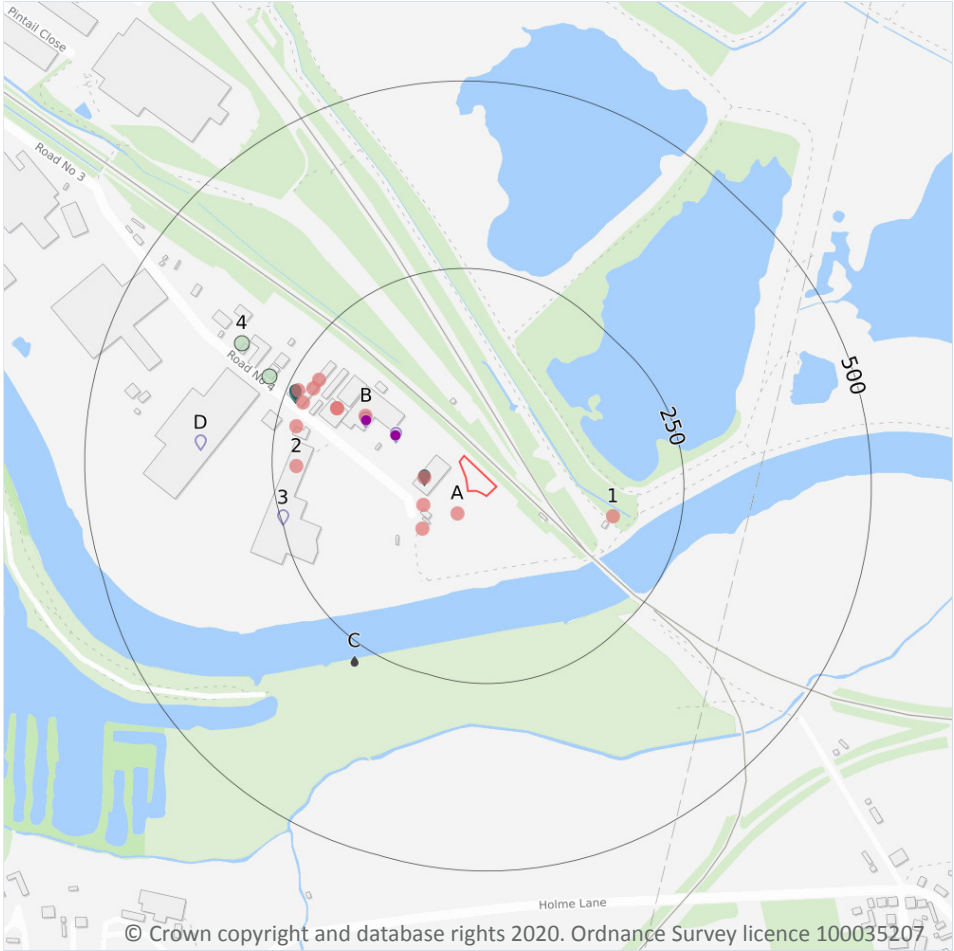 Pintail Close
Road No 3
500
4
Road No 4
B
250
D
2
A
1
3
C
Holme Lane
© Crown copyright and database rights 2020. Ordnance Survey licence 100035207.